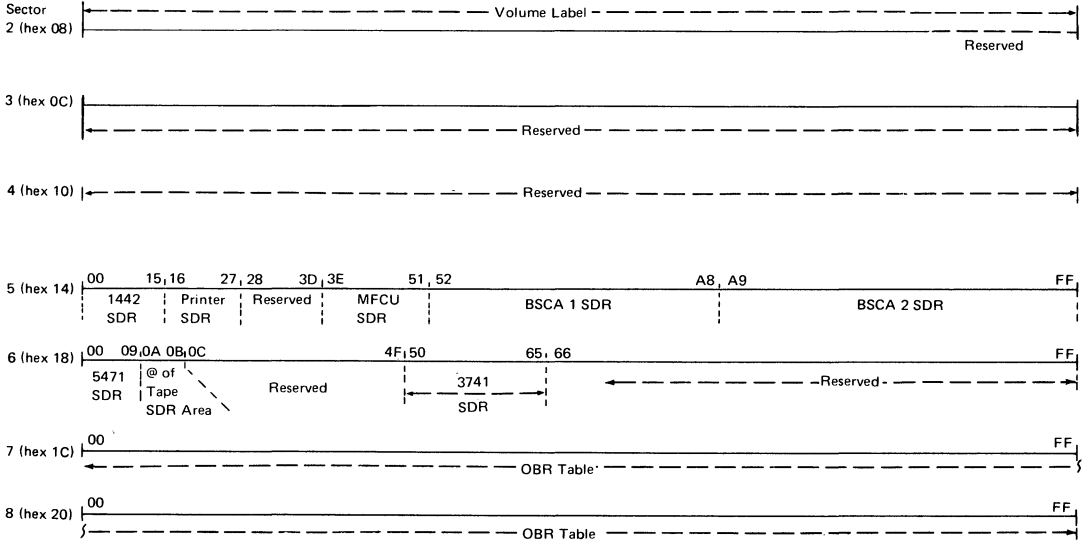 Sector
2 (hex 08)
Volume Label
Reserved
3 (hex 0C)
Reserved
4 (hex 10)
Reserved
5 (hex 14)
00 15 16 27 28 3D 3E 51 52 A8 A9 FF
1442 Printer Reserved MFCU BSCA 1 SDR BSCA 2 SDR
SDR SDR SDR
6 (hex 18)
00 09 0A 0B 0C 4F 50 65 66 FF
5471 @ of Reserved 3741 Reserved
SDR Tape SDR
SDR Area
7 (hex 1C)
00 FF
OBR Table
8 (hex 20)
00 FF
OBR Table